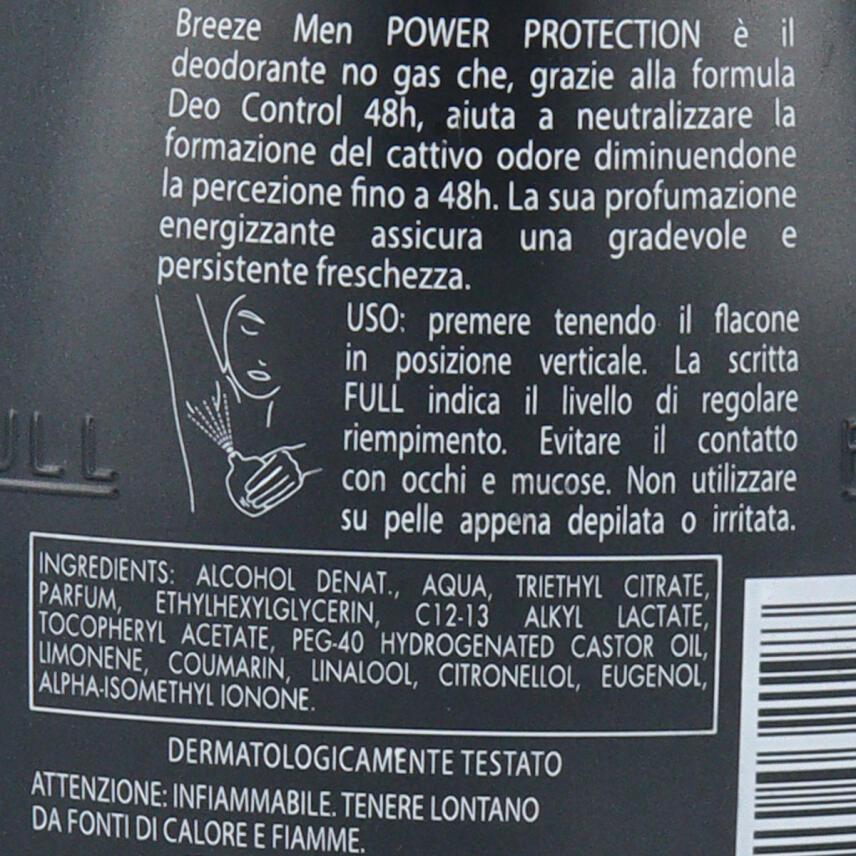 Breeze Men POWER PROTECTION è il
deodorante no gas che, grazie alla formula
Deo Control 48h, aiuta a neutralizzare la
formazione del cattivo odore diminuendone
la percezione fino a 48h. La sua profumazione
energizzante assicura una gradevole e
persistente freschezza.
USO: premere tenendo il flacone
in posizione verticale. La scritta
FULL indica il livello di regolare
riempimento. Evitare il contatto
con occhi e mucose. Non utilizzare
su pelle appena depilata o irritata.
INGREDIENTS: ALCOHOL DENAT., AQUA, TRIETHYL CITRATE,
PARFUM, ETHYLHEXYLGLYCERIN, C12-13 ALKYL LACTATE,
TOCOPHERYL ACETATE, PEG-40 HYDROGENATED CASTOR OIL,
LIMONENE, COUMARIN, LINALOOL, CITRONELLOL, EUGENOL,
ALPHA-ISOMETHYL IONONE.
DERMATOLOGICAMENTE TESTATO
ATTENZIONE: INFIAMMABILE. TENERE LONTANO
DA FONTI DI CALORE E FIAMME.